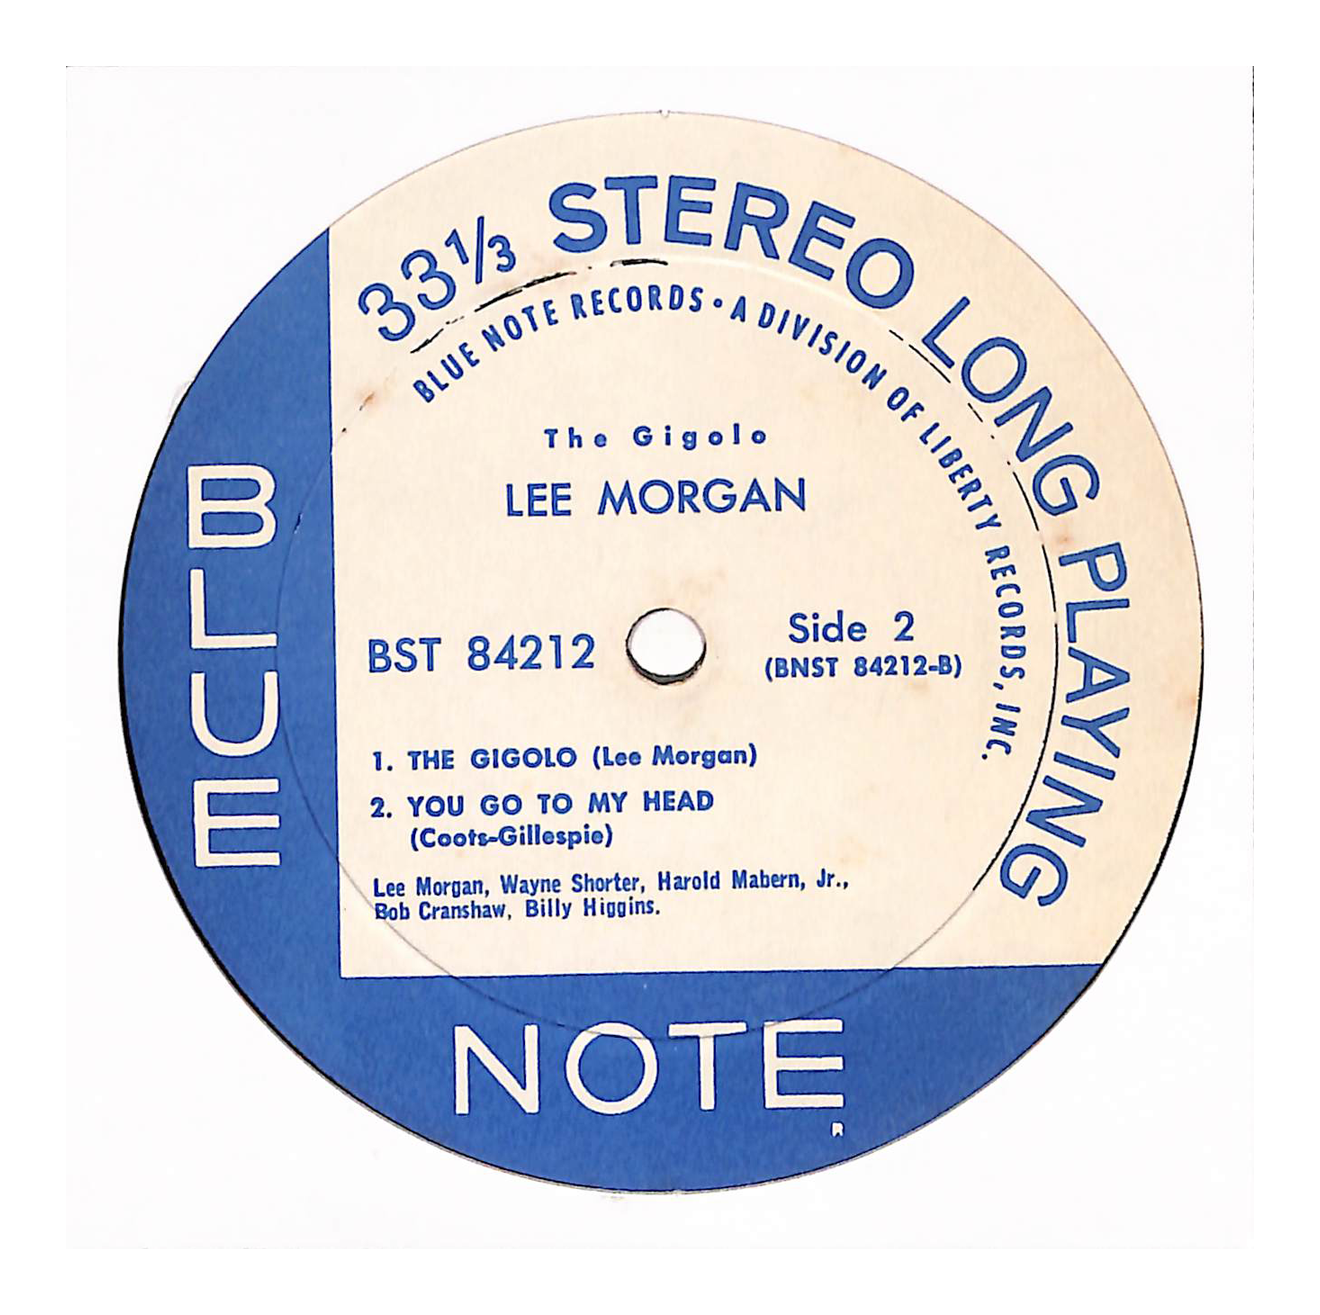 33⅓ STEREO LONG PLAYING
BLUE NOTE RECORDS • A DIVISION OF LIBERTY RECORDS, INC.
The Gigolo
LEE MORGAN
BST 84212
Side 2
(BNST 84212-B)
1. THE GIGOLO (Lee Morgan)
2. YOU GO TO MY HEAD
(Coots-Gillespie)
Lee Morgan, Wayne Shorter, Harold Mabern, Jr.,
Bob Cranshaw, Billy Higgins.
BLUE
NOTE
R